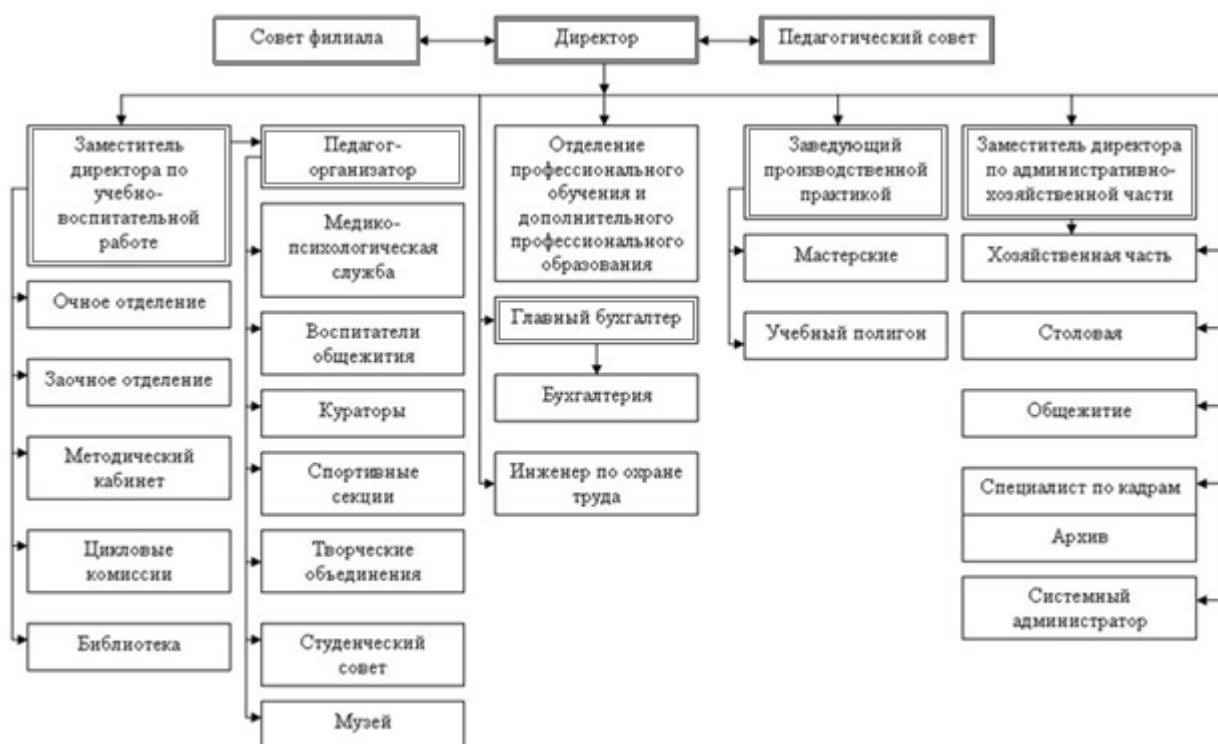 Совет филиала
Директор
Педагогический совет
Заместитель
директора по
учебно-
воспитательной
работе
Очное отделение
Заочное отделение
Методический
кабинет
Цикловые
комиссии
Библиотека
Педагог-
организатор
Медико-
психологическая
служба
Воспитатели
общежития
Кураторы
Спортивные
секции
Творческие
объединения
Студенческий
совет
Музей
Отделение
профессионального
обучения и
дополнительного
профессионального
образования
Главный бухгалтер
Бухгалтерия
Инженер по охране
труда
Заведующий
производственной
практикой
Мастерские
Учебный полигон
Заместитель директора
по административно-
хозяйственной части
Хозяйственная часть
Столовая
Общежитие
Специалист по кадрам
Архив
Системный
администратор